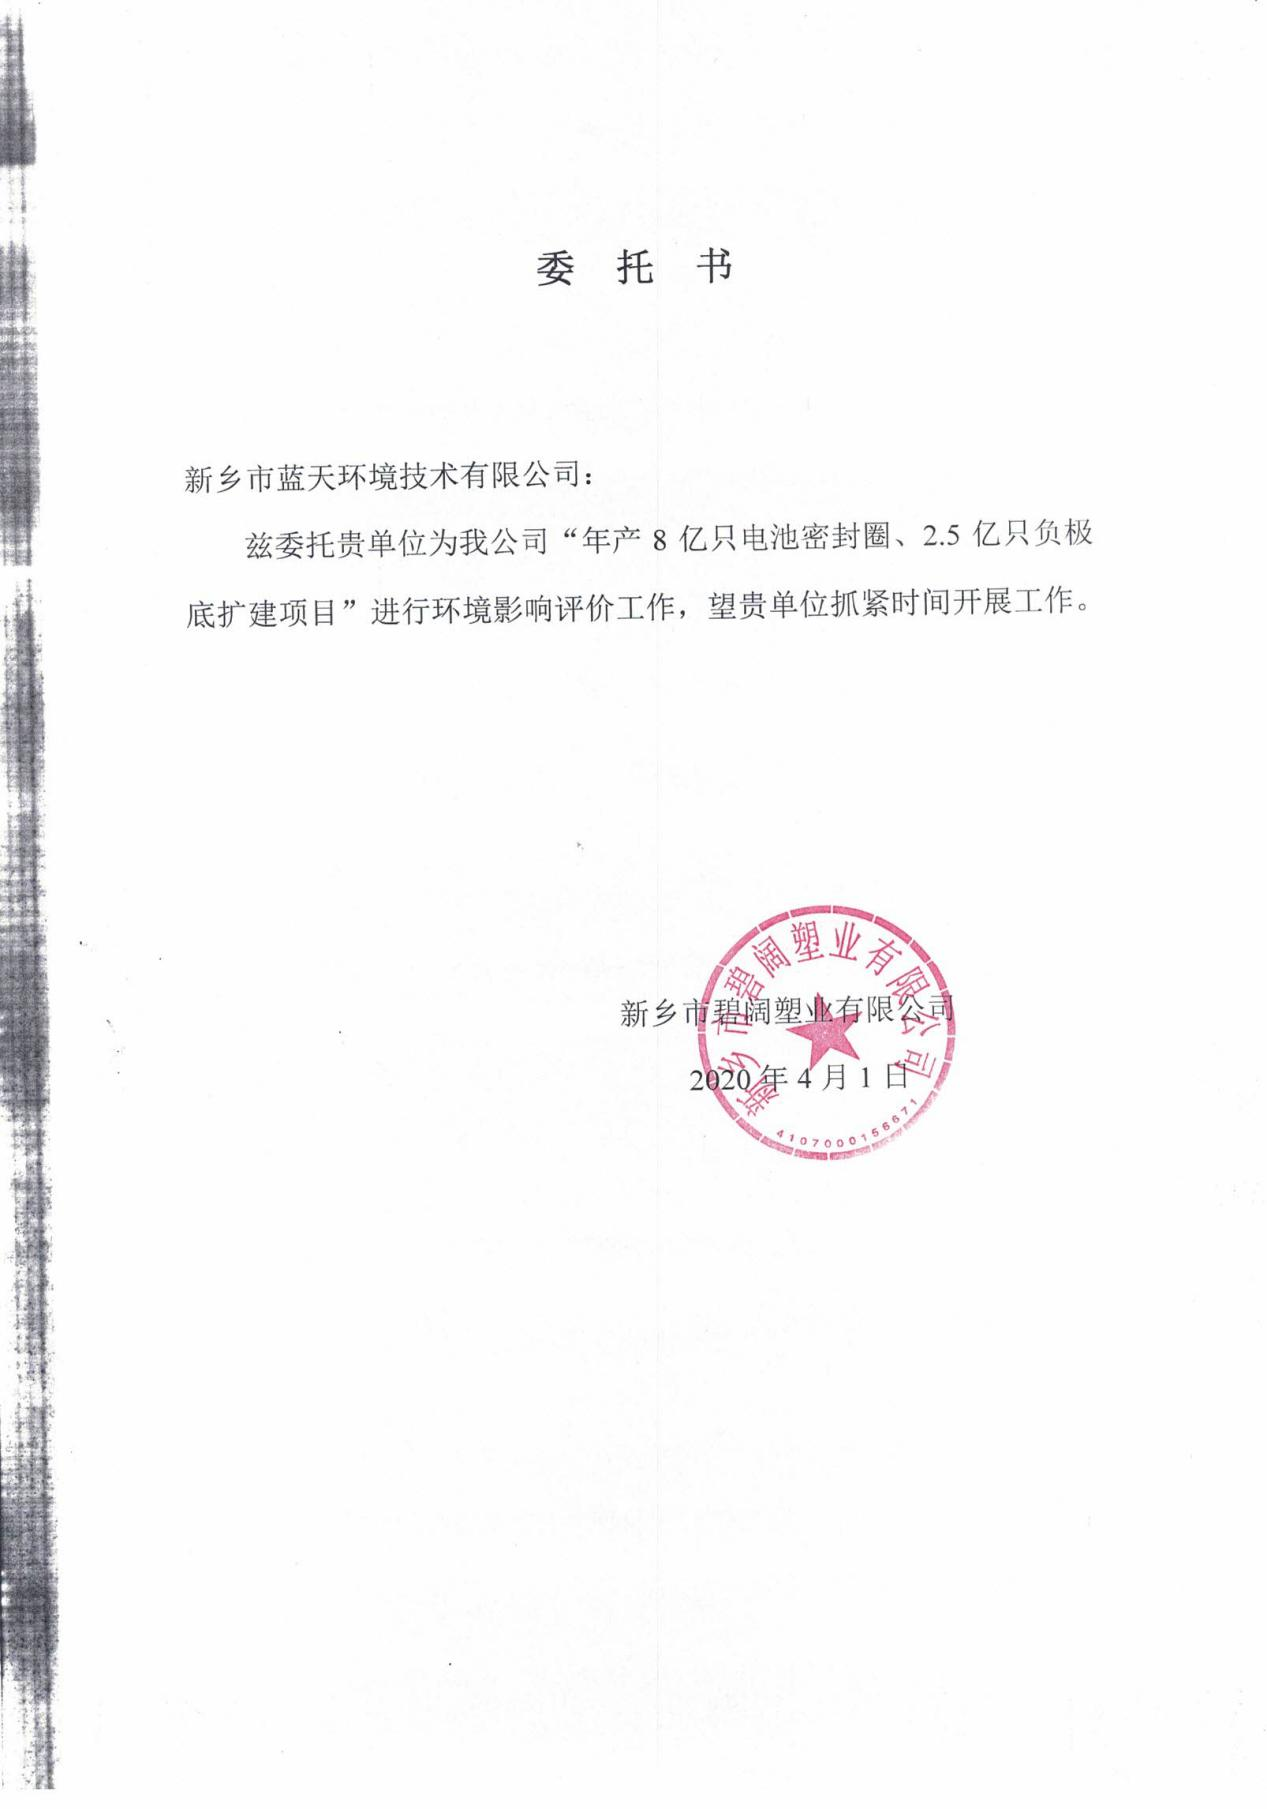 委 托 书
新乡市蓝天环境技术有限公司：
兹委托贵单位为我公司“年产 8 亿只电池密封圈、2.5 亿只负极
底扩建项目”进行环境影响评价工作，望贵单位抓紧时间开展工作。
新乡市碧阔塑业有限公司
2020 年 4 月 1 日
新乡市碧阔塑业有限公司
4107000156671